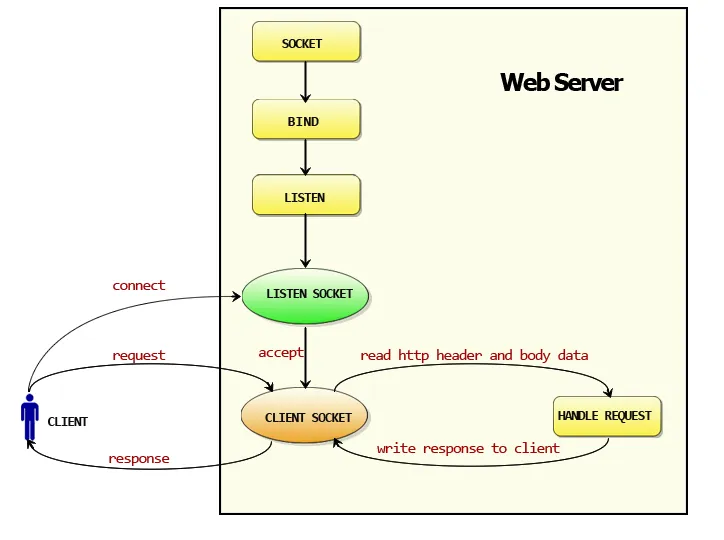 SOCKET
Web Server
BIND
LISTEN
connect
LISTEN SOCKET
request
accept
read http header and body data
CLIENT
CLIENT SOCKET
HANDLE REQUEST
response
write response to client